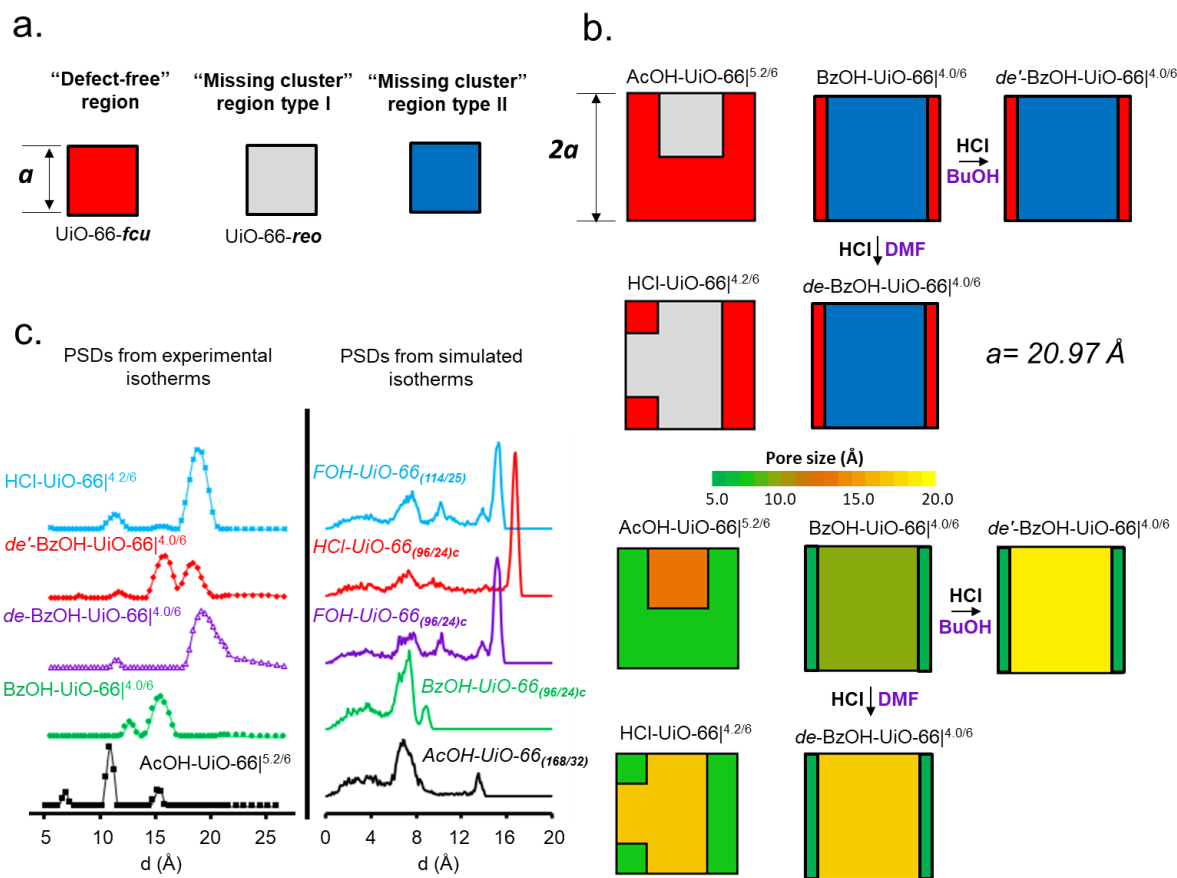 a.
“Defect-free”
region
“Missing cluster”
region type I
“Missing cluster”
region type II
a
UiO-66-fcu
UiO-66-reo
b.
AcOH-UiO-66|5.2/6
BzOH-UiO-66|4.0/6
de'-BzOH-UiO-66|4.0/6
2a
HCl
BuOH
HCl
DMF
HCl-UiO-66|4.2/6
de-BzOH-UiO-66|4.0/6
a= 20.97 Å
Pore size (Å)
5.0 10.0 15.0 20.0
AcOH-UiO-66|5.2/6
BzOH-UiO-66|4.0/6
de'-BzOH-UiO-66|4.0/6
HCl
BuOH
HCl
DMF
HCl-UiO-66|4.2/6
de-BzOH-UiO-66|4.0/6
c.
PSDs from experimental
isotherms
PSDs from simulated
isotherms
HCl-UiO-66|4.2/6
de'-BzOH-UiO-66|4.0/6
de-BzOH-UiO-66|4.0/6
BzOH-UiO-66|4.0/6
AcOH-UiO-66|5.2/6
5 10 15 20 25
d (Å)
FOH-UiO-66(114/25)
HCl-UiO-66(96/24)c
FOH-UiO-66(96/24)c
BzOH-UiO-66(96/24)c
AcOH-UiO-66(168/32)
0 4 8 12 16 20
d (Å)